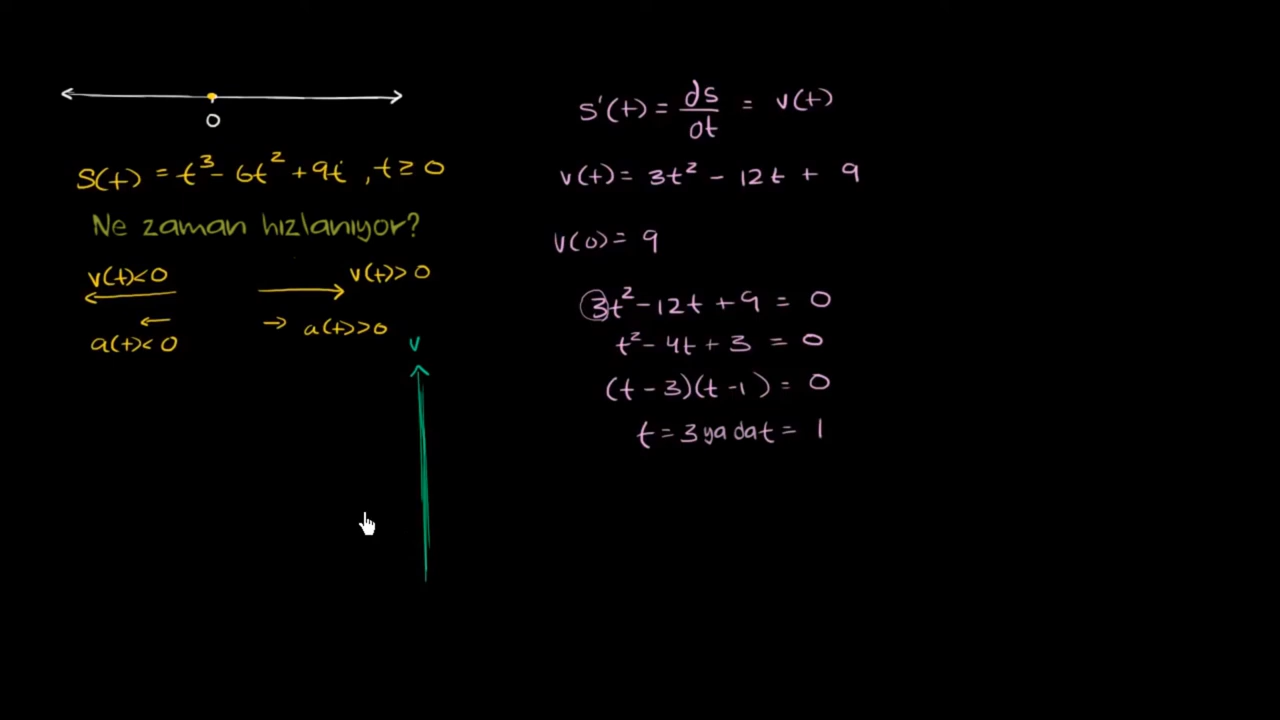 0
S(t) = t³ - 6t² + 9t , t ≥ 0
Ne zaman hızlanıyor?
v(t)<0
v(t)>0
a(t)<0
a(t)>0
v
S'(t) = ds/dt = v(t)
v(t) = 3t² - 12t + 9
v(0) = 9
3t² - 12t + 9 = 0
t² - 4t + 3 = 0
(t - 3)(t - 1) = 0
t = 3 ya da t = 1